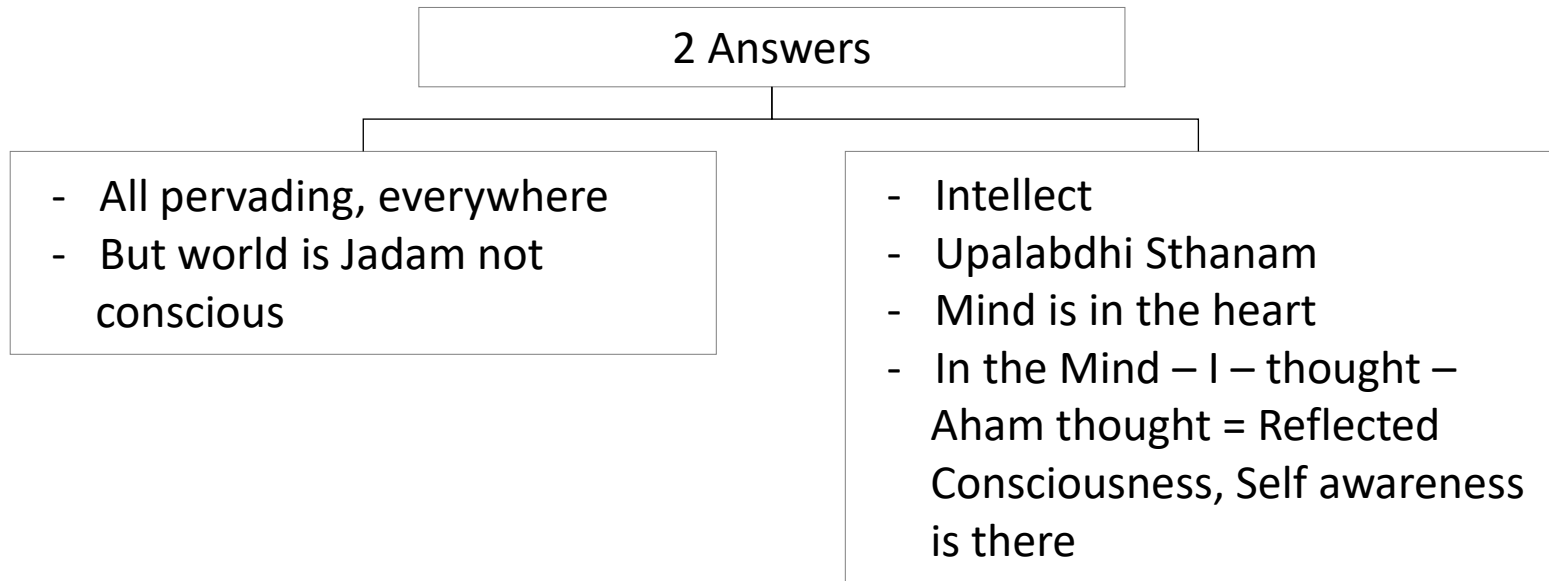 2 Answers
- All pervading, everywhere
- But world is Jadam not
conscious
- Intellect
- Upalabdhi Sthanam
- Mind is in the heart
- In the Mind – I – thought –
Aham thought = Reflected
Consciousness, Self awareness
is there